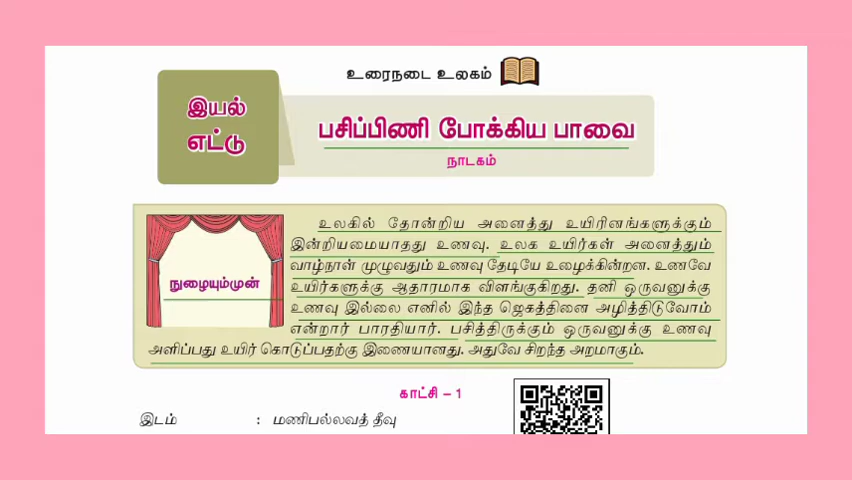 உரைநடை உலகம்
இயல்
எட்டு
பசிப்பிணி போக்கிய பாவை
நாடகம்
நுழையும்முன்
உலகில் தோன்றிய அனைத்து உயிரினங்களுக்கும்
இன்றியமையாதது உணவு. உலக உயிர்கள் அனைத்தும்
வாழ்நாள் முழுவதும் உணவு தேடியே உழைக்கின்றன. உணவே
உயிர்களுக்கு ஆதாரமாக விளங்குகிறது. தனி ஒருவனுக்கு
உணவு இல்லை எனில் இந்த ஜெகத்தினை அழித்திடுவோம்
என்றார் பாரதியார். பசித்திருக்கும் ஒருவனுக்கு உணவு
அளிப்பது உயிர் கொடுப்பதற்கு இணையானது. அதுவே சிறந்த அறமாகும்.
காட்சி – 1
இடம் : மணிபல்லவத் தீவு